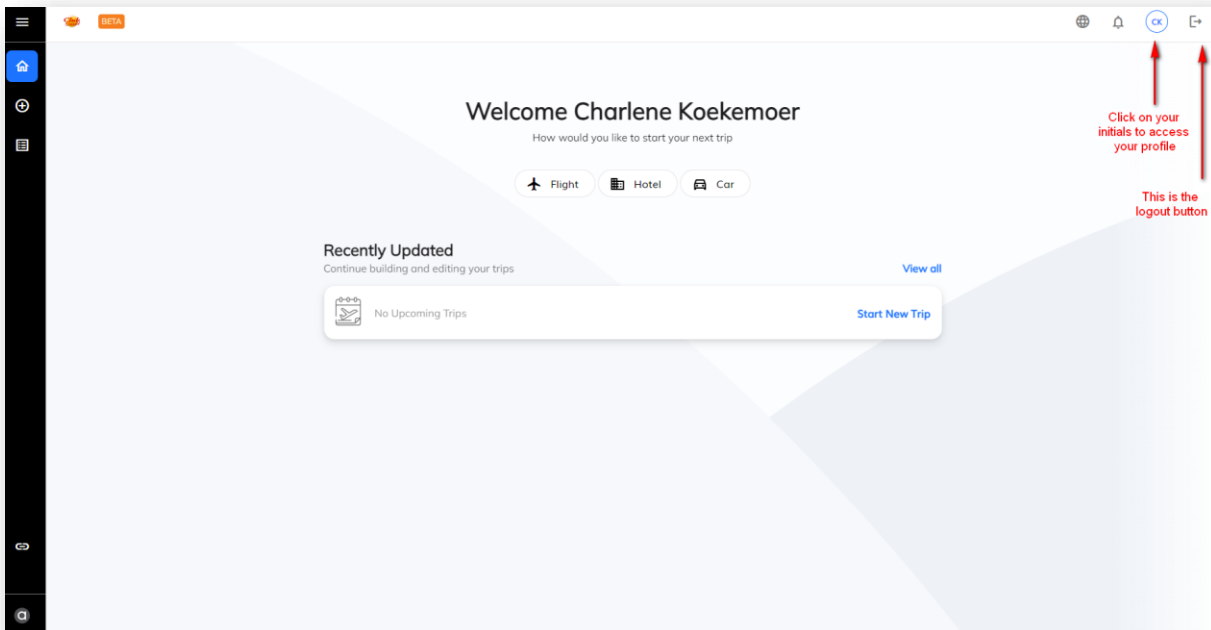 BETA
CK
Click on your
initials to access
your profile
This is the
logout button
Welcome Charlene Koekemoer
How would you like to start your next trip
Flight Hotel Car
Recently Updated
Continue building and editing your trips
View all
No Upcoming Trips
Start New Trip
a